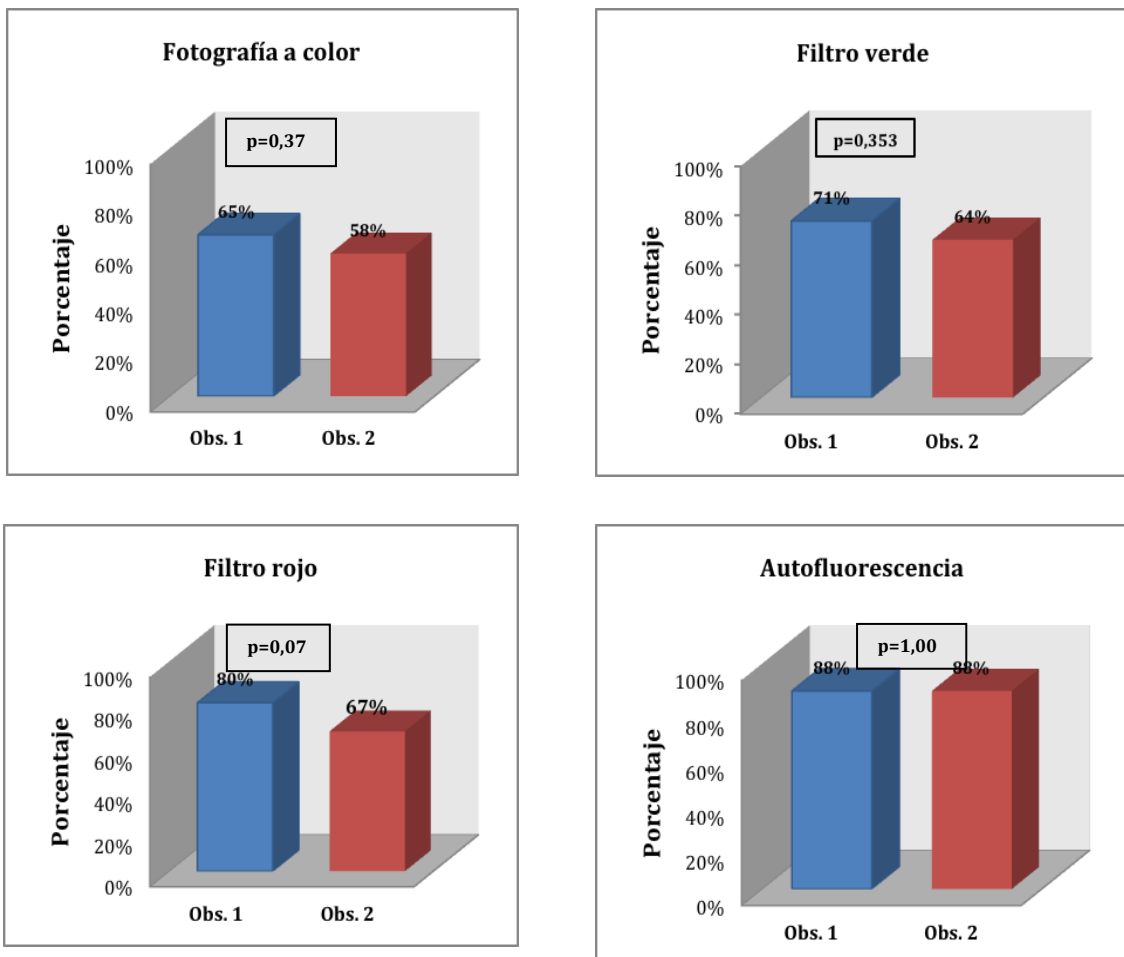 Fotografía a color
p=0,37
100%
80%
60%
40%
20%
0%
Porcentaje
65%
58%
Obs. 1
Obs. 2
Filtro verde
p=0,353
100%
80%
60%
40%
20%
0%
Porcentaje
71%
64%
Obs. 1
Obs. 2
Filtro rojo
p=0,07
100%
80%
60%
40%
20%
0%
Porcentaje
80%
67%
Obs. 1
Obs. 2
Autofluorescencia
p=1,00
100%
80%
60%
40%
20%
0%
Porcentaje
88%
88%
Obs. 1
Obs. 2